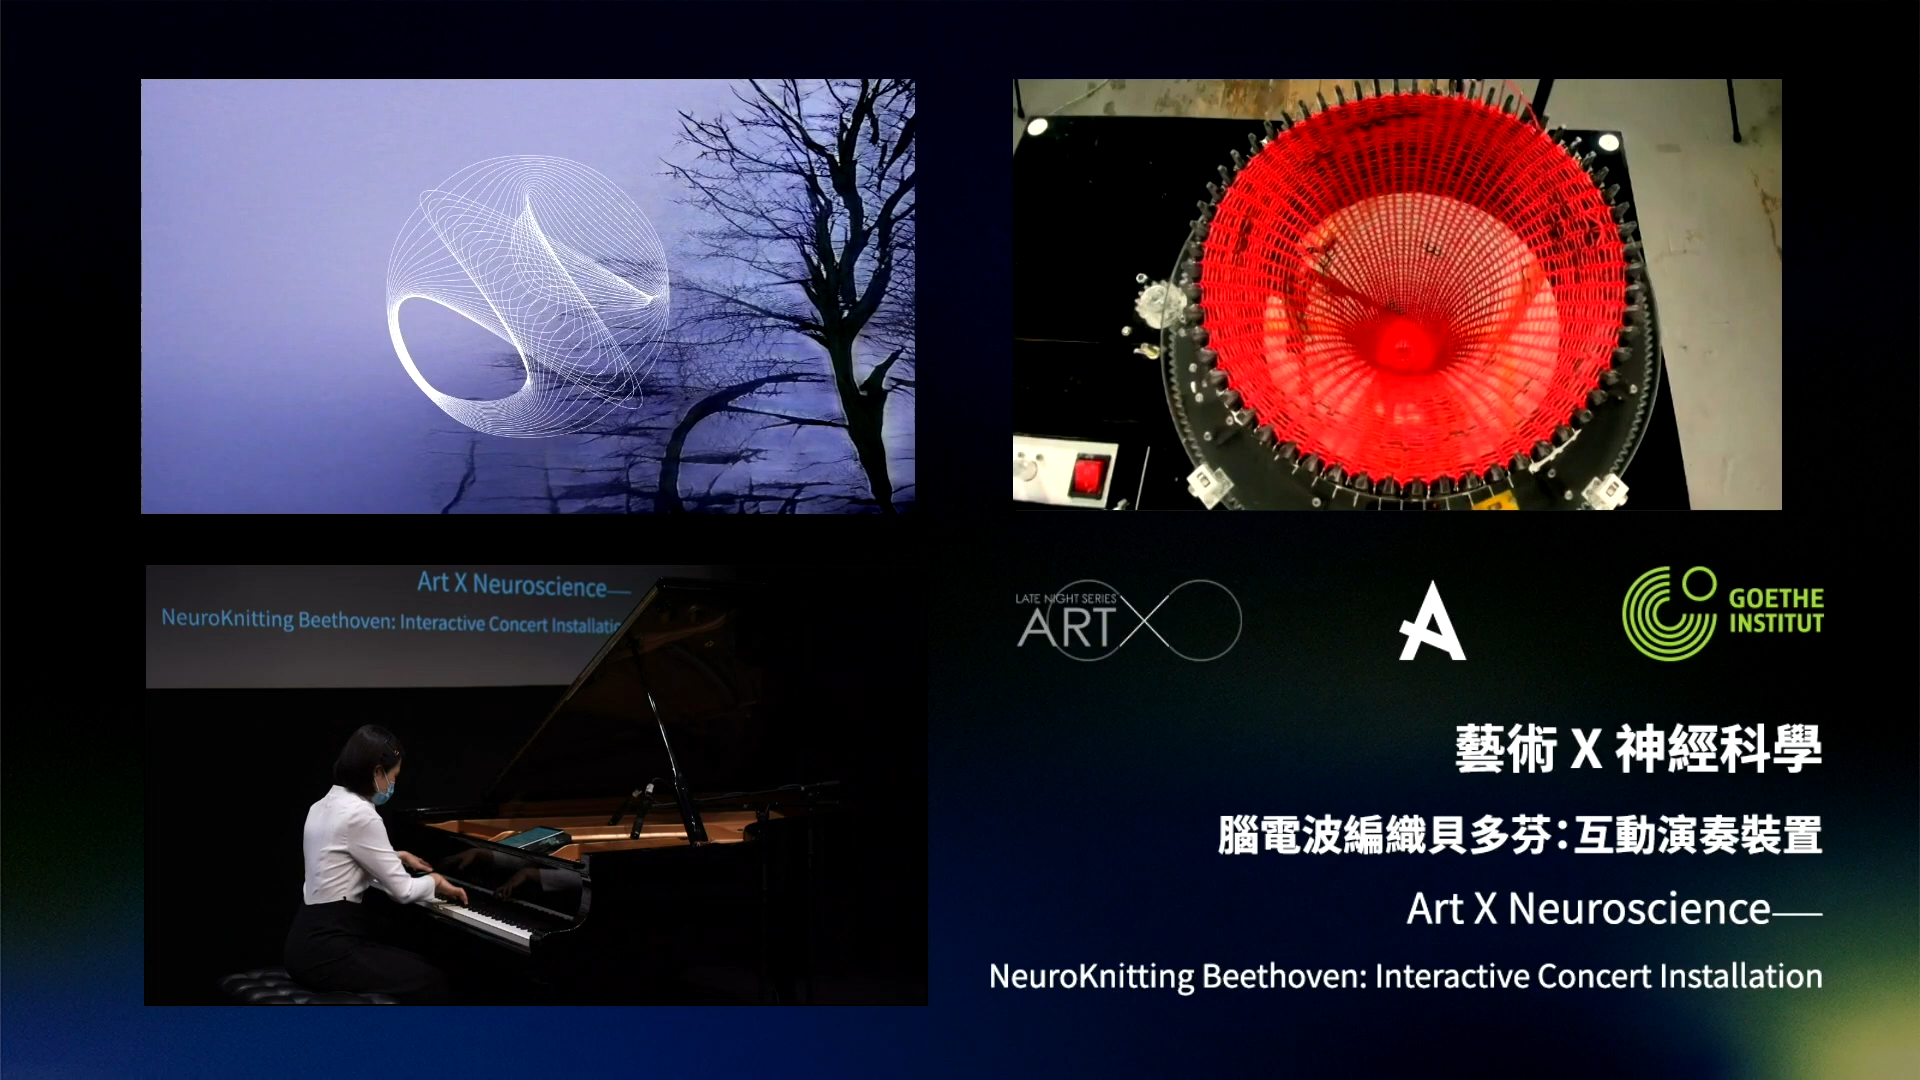 Art X Neuroscience—
NeuroKnitting Beethoven: Interactive Concert Installatio
LATE NIGHT SERIES
ART X
A
GOETHE
INSTITUT
藝術 X 神經科學
腦電波編織貝多芬：互動演奏裝置
Art X Neuroscience—
NeuroKnitting Beethoven: Interactive Concert Installation